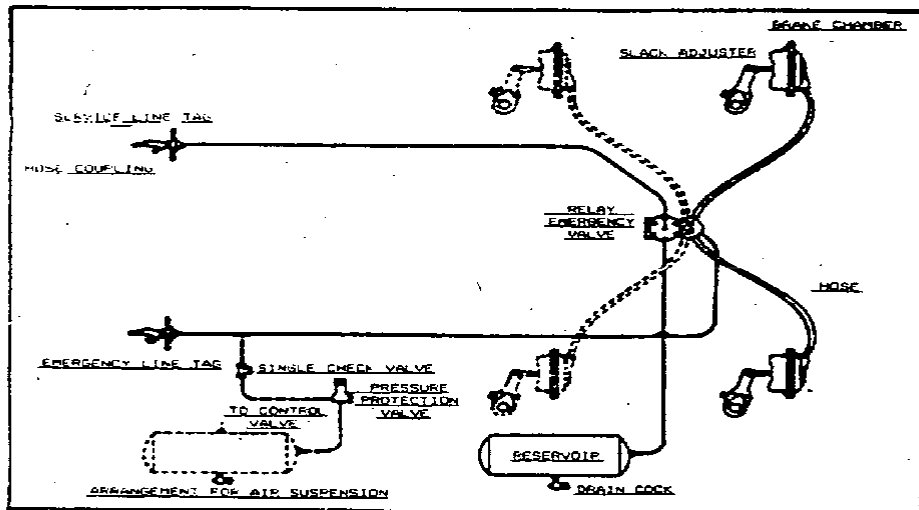 BRAKE CHAMBER
SLACK ADJUSTER
SERVICE LINE TAG
HOSE COUPLING
RELAY
EMERGENCY
VALVE
HOSE
EMERGENCY LINE TAG
SINGLE CHECK VALVE
PRESSURE
PROTECTION
VALVE
TO CONTROL
VALVE
RESERVOIR
ARRANGEMENT FOR AIR SUSPENSION
DRAIN COCK